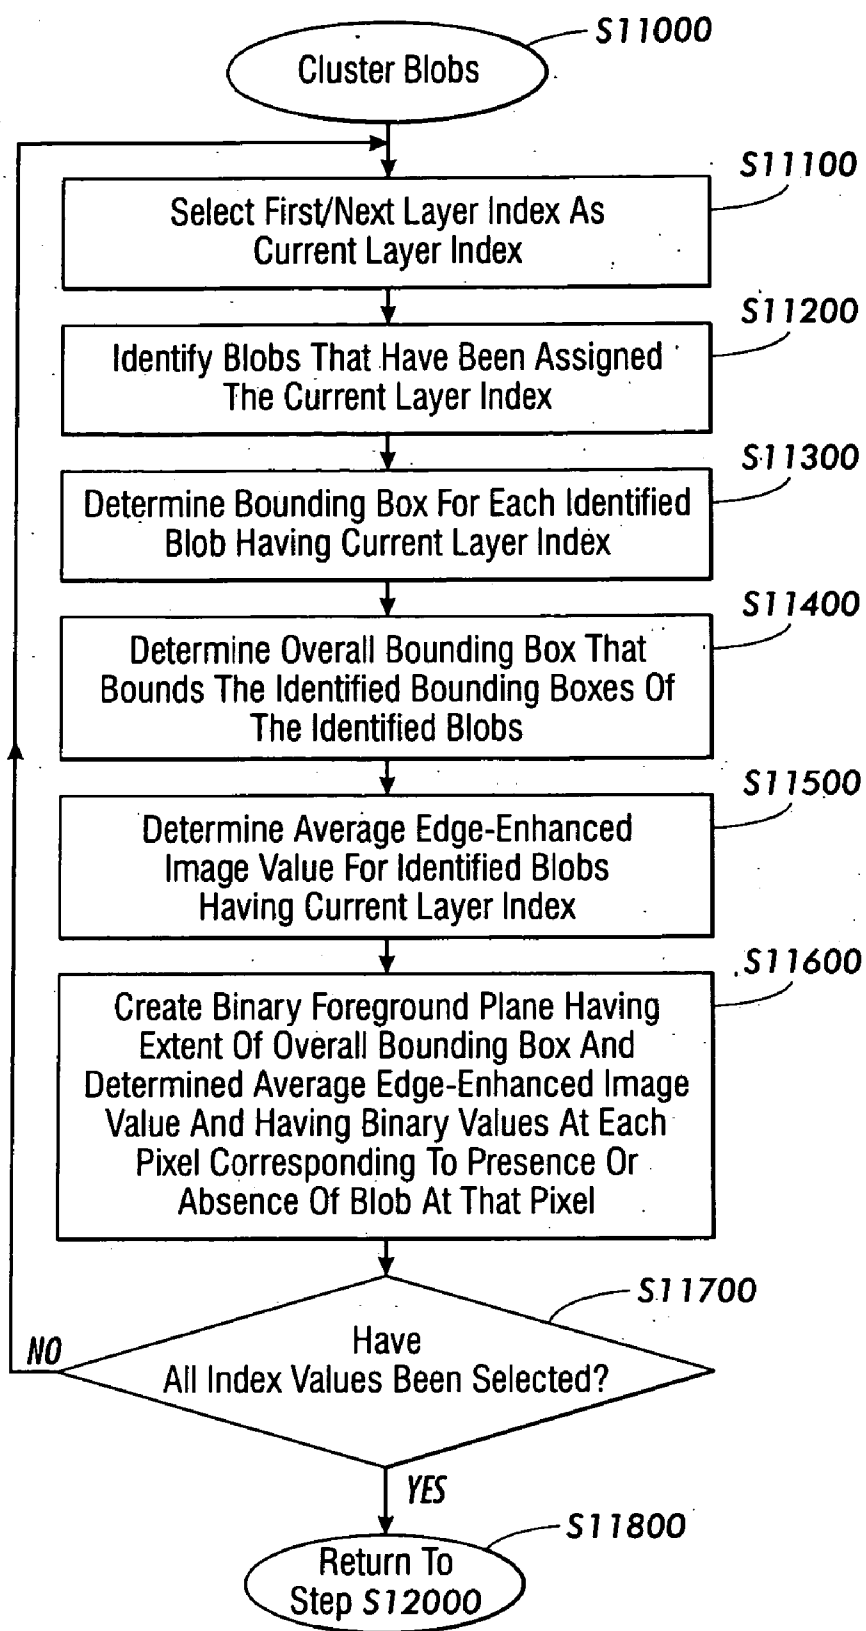 S11000
Cluster Blobs
S11100
Select First/Next Layer Index As
Current Layer Index
S11200
Identify Blobs That Have Been Assigned
The Current Layer Index
S11300
Determine Bounding Box For Each Identified
Blob Having Current Layer Index
S11400
Determine Overall Bounding Box That
Bounds The Identified Bounding Boxes Of
The Identified Blobs
S11500
Determine Average Edge-Enhanced
Image Value For Identified Blobs
Having Current Layer Index
S11600
Create Binary Foreground Plane Having
Extent Of Overall Bounding Box And
Determined Average Edge-Enhanced Image
Value And Having Binary Values At Each
Pixel Corresponding To Presence Or
Absence Of Blob At That Pixel
S11700
Have
All Index Values Been Selected?
NO
YES
S11800
Return To
Step S12000